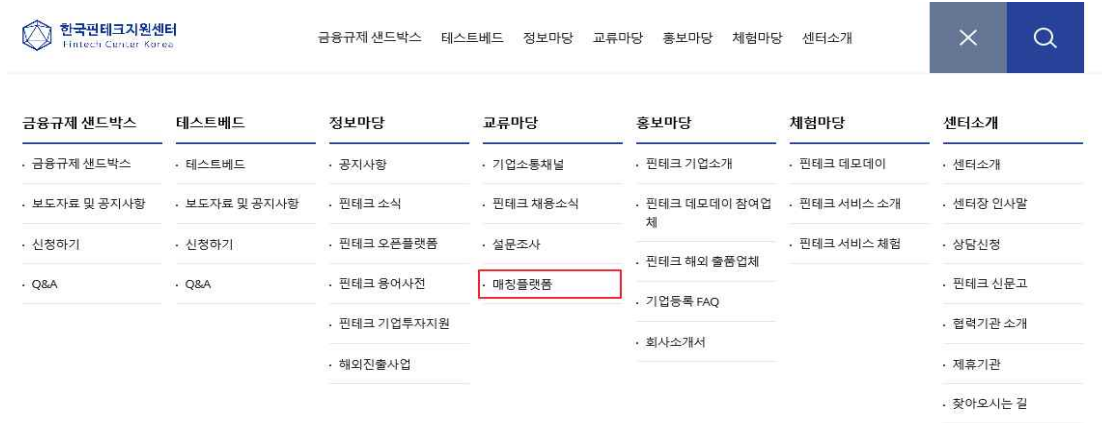 한국핀테크지원센터
Fintech Center Korea
금융규제 샌드박스 테스트베드 정보마당 교류마당 홍보마당 체험마당 센터소개
금융규제 샌드박스
· 금융규제 샌드박스
· 보도자료 및 공지사항
· 신청하기
· Q&A
테스트베드
· 테스트베드
· 보도자료 및 공지사항
· 신청하기
· Q&A
정보마당
· 공지사항
· 핀테크 소식
· 핀테크 오픈플랫폼
· 핀테크 용어사전
· 핀테크 기업투자지원
· 해외진출사업
교류마당
· 기업소통채널
· 핀테크 채용소식
· 설문조사
· 매칭플랫폼
홍보마당
· 핀테크 기업소개
· 핀테크 데모데이 참여업
체
· 핀테크 해외 출품업체
· 기업등록 FAQ
· 회사소개서
체험마당
· 핀테크 데모데이
· 핀테크 서비스 소개
· 핀테크 서비스 체험
센터소개
· 센터소개
· 센터장 인사말
· 상담신청
· 핀테크 신문고
· 협력기관 소개
· 제휴기관
· 찾아오시는 길